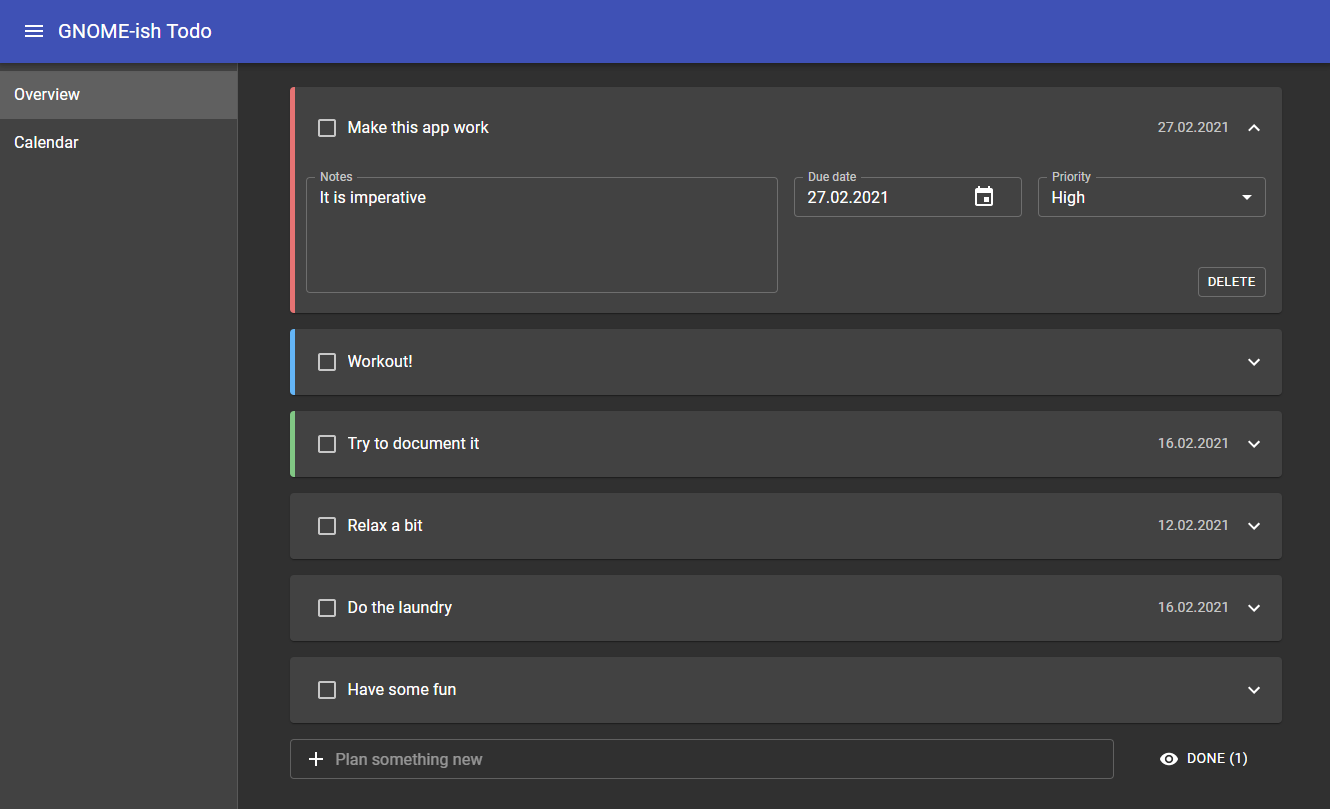 GNOME-ish Todo
Overview
Calendar
Make this app work 27.02.2021
Notes Due date Priority
It is imperative 27.02.2021 High
DELETE
Workout!
Try to document it 16.02.2021
Relax a bit 12.02.2021
Do the laundry 16.02.2021
Have some fun
Plan something new DONE (1)